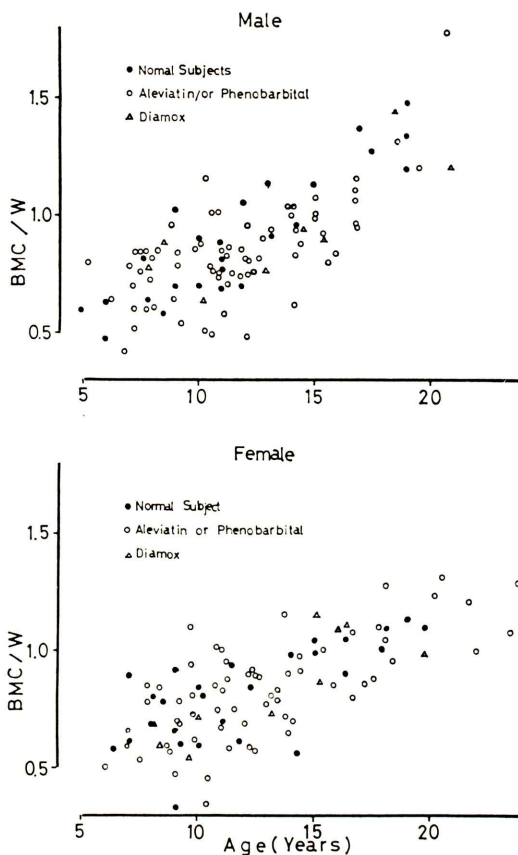 Male
• Nomal Subjects
○ Aleviatin/or Phenobarbital
△ Diamox
1.5
1.0
0.5
BMC/W
5 10 15 20
Female
• Normal Subject
○ Aleviatin or Phenobarbital
△ Diamox
1.5
1.0
0.5
BMC/W
5 10 15 20
Age(Years)